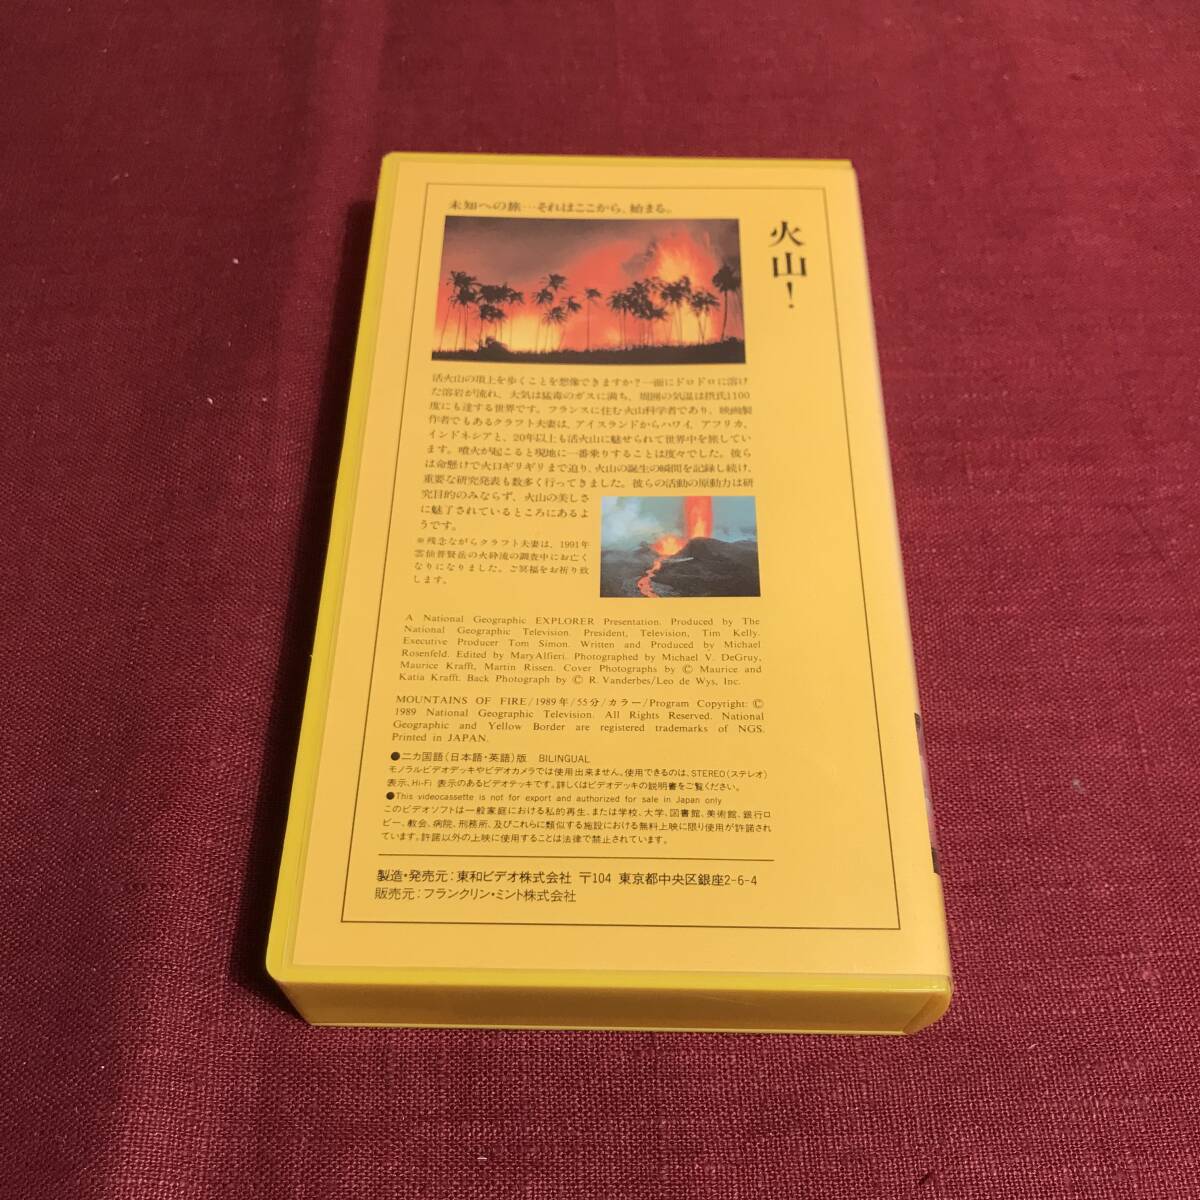 未知への旅…それはここから、始まる。
火山！
活火山の頂上を歩くことを想像できますか？一面にドロドロに溶け
た溶岩が流れ、大気は猛毒のガスに満ち、周囲の気温は摂氏1100
度にも達する世界です。フランスに住む火山科学者であり、映画製
作者でもあるクラフト夫妻は、アイスランドからハワイ、アフリカ、
インドネシアと、20年以上も活火山に魅せられて世界中を旅してい
ます。噴火が起こると現地に一番乗りすることは度々でした。彼ら
は命懸けで火口ギリギリまで迫り、火山の誕生の瞬間を記録し続け、
重要な研究発表も数多く行ってきました。彼らの活動の原動力は研
究目的のみならず、火山の美しさ
に魅了されているところにあるよ
うです。
※残念ながらクラフト夫妻は、1991年
雲仙普賢岳の火砕流の調査中にお亡く
なりになりました。ご冥福をお祈り致
します。
A National Geographic EXPLORER Presentation. Produced by The
National Geographic Television. President, Television, Tim Kelly.
Executive Producer Tom Simon. Written and Produced by Michael
Rosenfeld. Edited by MaryAlfieri. Photographed by Michael V. DeGruy,
Maurice Krafft, Martin Rissen. Cover Photographs by © Maurice and
Katia Krafft. Back Photograph by © R. Vanderbes/Leo de Wys, Inc.
MOUNTAINS OF FIRE/1989年/55分/カラー/Program Copyright: ©
1989 National Geographic Television. All Rights Reserved. National
Geographic and Yellow Border are registered trademarks of NGS.
Printed in JAPAN.
●二カ国語（日本語・英語）版 BILINGUAL
モノラルビデオデッキやビデオカメラでは使用出来ません。使用できるのは、STEREO（ステレオ）
表示、Hi-Fi 表示のあるビデオデッキです。詳しくはビデオデッキの説明書をご覧ください。
●This videocassette is not for export and authorized for sale in Japan only
このビデオソフトは一般家庭における私的再生、または学校、大学、図書館、美術館、銀行ロ
ビー、教会、病院、刑務所、及びこれらに類似する施設における無料上映に限り使用が許諾され
ています。許諾以外の上映に使用することは法律で禁止されています。
製造・発売元：東和ビデオ株式会社 〒104 東京都中央区銀座2-6-4
販売元：フランクリン・ミント株式会社